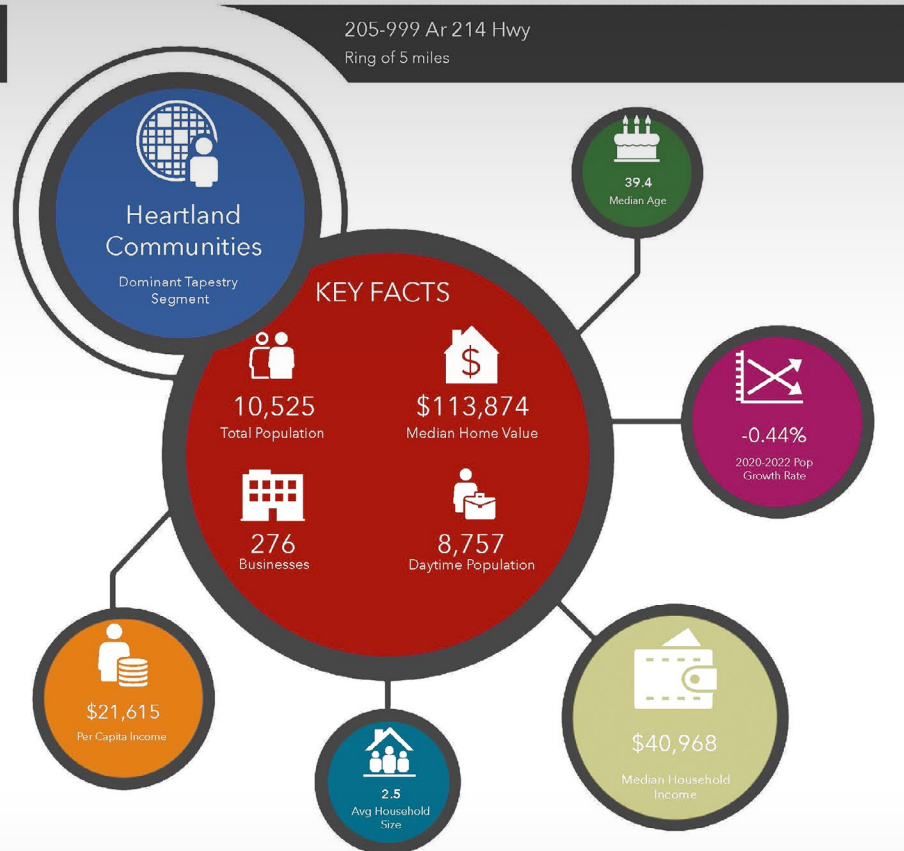 205-999 Ar 214 Hwy
Ring of 5 miles
Heartland
Communities
Dominant Tapestry
Segment
39.4
Median Age
KEY FACTS
10,525
Total Population
$
$113,874
Median Home Value
276
Businesses
8,757
Daytime Population
-0.44%
2020-2022 Pop
Growth Rate
$21,615
Per Capita Income
2.5
Avg Household
Size
$40,968
Median Household
Income